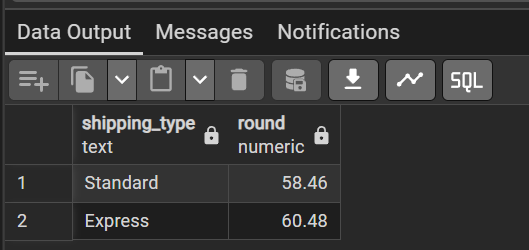 Data Output Messages Notifications
SQL
shipping_type round
text numeric
1 Standard 58.46
2 Express 60.48